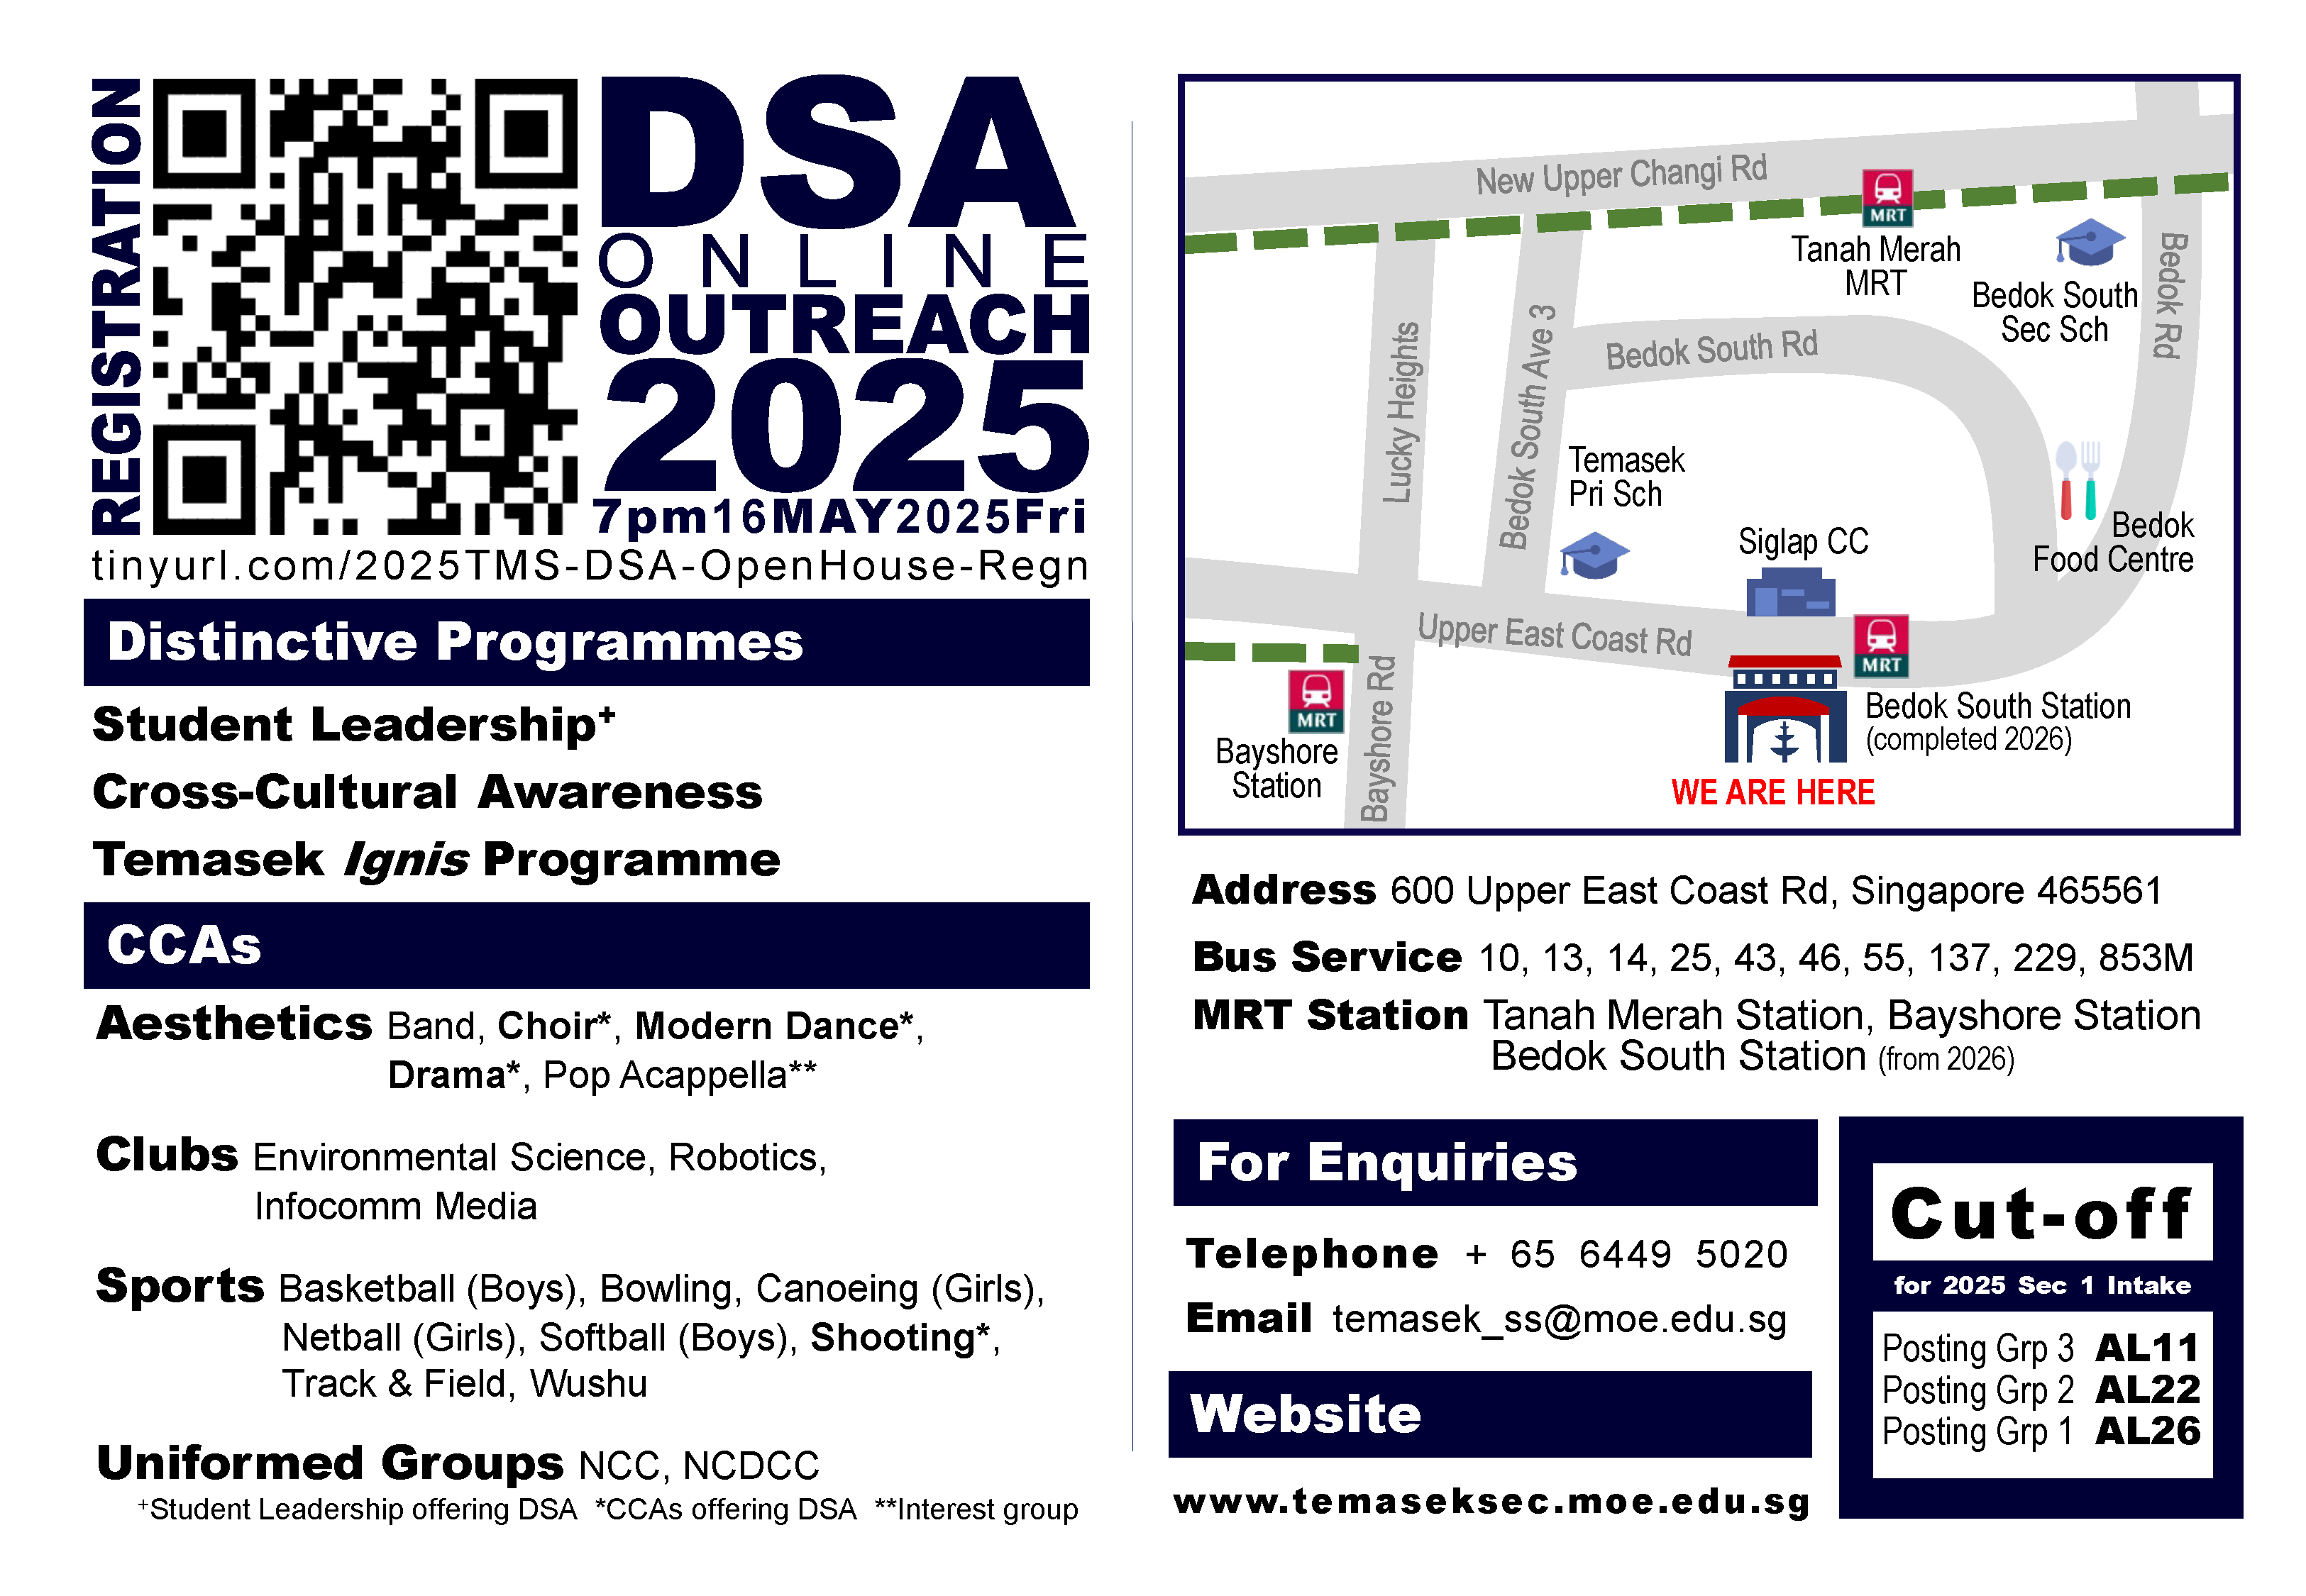 REGISTRATION
DSA
ONLINE
OUTREACH
2025
7pm16MAY2025Fri
tinyurl.com/2025TMS-DSA-OpenHouse-Regn
Distinctive Programmes
Student Leadership+
Cross-Cultural Awareness
Temasek Ignis Programme
CCAs
Aesthetics Band, Choir*, Modern Dance*,
Drama*, Pop Acappella**
Clubs Environmental Science, Robotics,
Infocomm Media
Sports Basketball (Boys), Bowling, Canoeing (Girls),
Netball (Girls), Softball (Boys), Shooting*,
Track & Field, Wushu
Uniformed Groups NCC, NCDCC
+Student Leadership offering DSA *CCAs offering DSA **Interest group
New Upper Changi Rd
MRT
Tanah Merah
MRT
Bedok South
Sec Sch
Bedok Rd
Lucky Heights
Bedok South Ave 3
Bedok South Rd
Temasek
Pri Sch
Siglap CC
Bedok
Food Centre
Upper East Coast Rd
MRT
Bedok South Station
(completed 2026)
MRT
Bayshore
Station
Bayshore Rd
WE ARE HERE
Address 600 Upper East Coast Rd, Singapore 465561
Bus Service 10, 13, 14, 25, 43, 46, 55, 137, 229, 853M
MRT Station Tanah Merah Station, Bayshore Station
Bedok South Station (from 2026)
For Enquiries
Telephone + 65 6449 5020
Email temasek_ss@moe.edu.sg
Website
www.temaseksec.moe.edu.sg
Cut-off
for 2025 Sec 1 Intake
Posting Grp 3 AL11
Posting Grp 2 AL22
Posting Grp 1 AL26